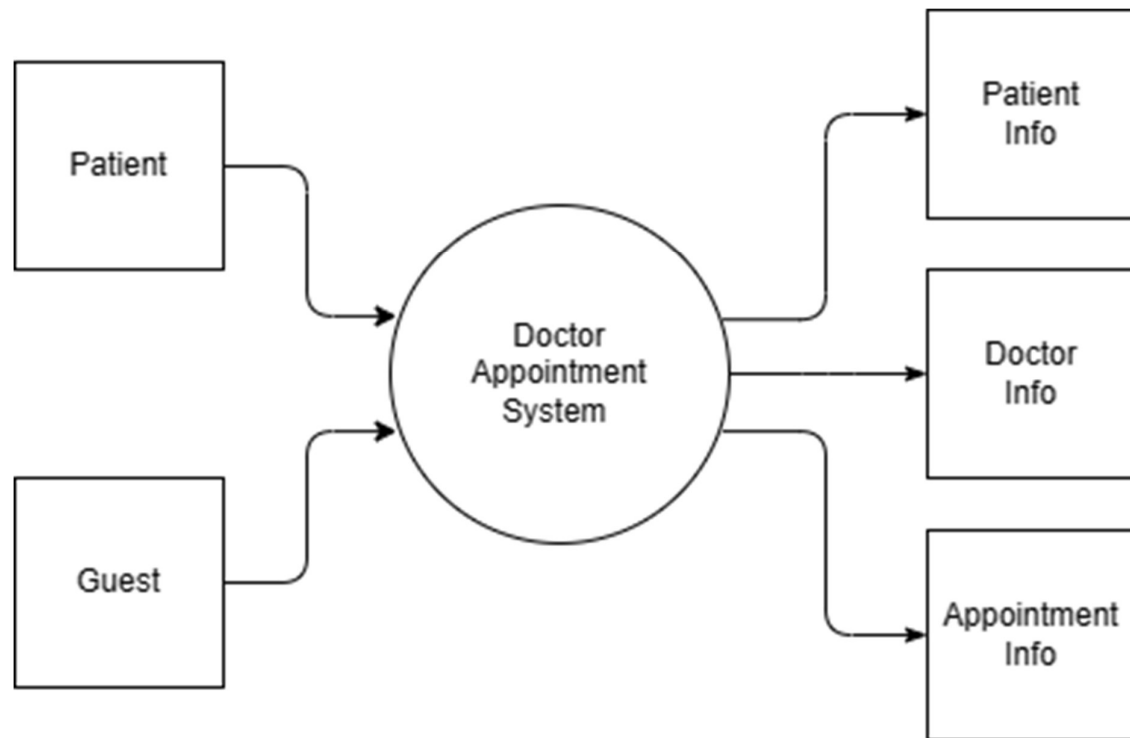 Patient
Guest
Doctor
Appointment
System
Patient
Info
Doctor
Info
Appointment
Info